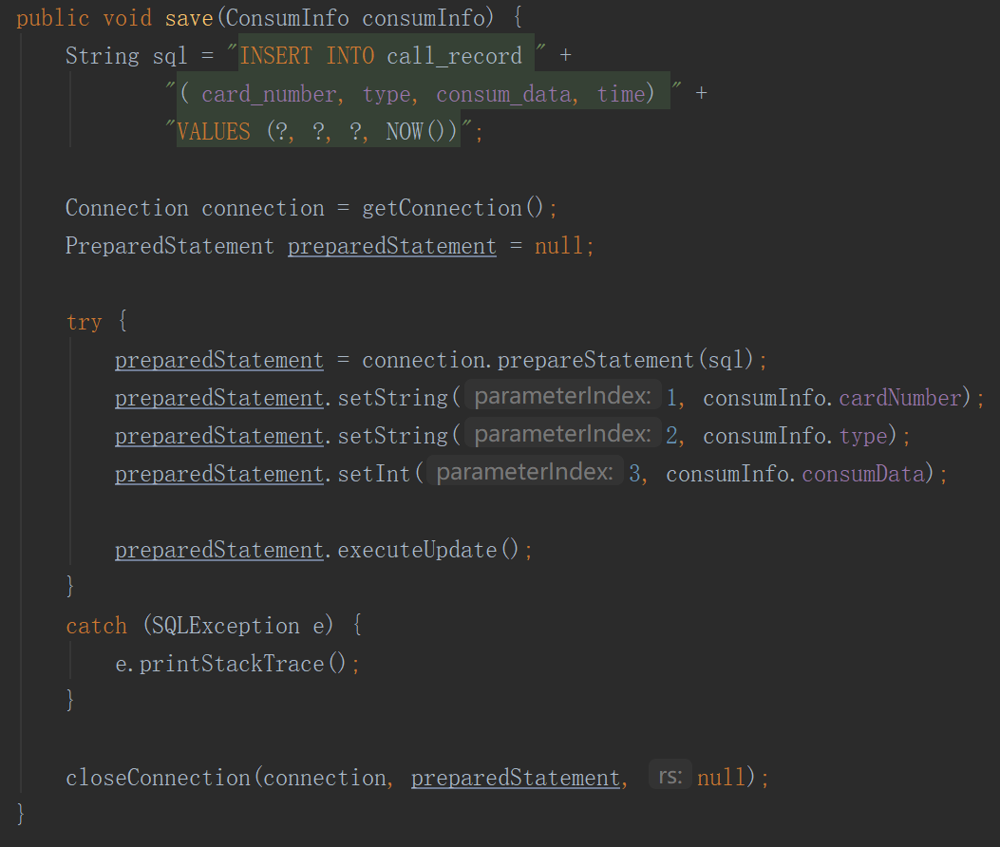 public void save(ConsumInfo consumInfo) {
String sql = "INSERT INTO call_record " +
"( card_number, type, consum_data, time) " +
"VALUES (?, ?, ?, NOW())";
Connection connection = getConnection();
PreparedStatement preparedStatement = null;
try {
preparedStatement = connection.prepareStatement(sql);
preparedStatement.setString( parameterIndex: 1, consumInfo.cardNumber);
preparedStatement.setString( parameterIndex: 2, consumInfo.type);
preparedStatement.setInt( parameterIndex: 3, consumInfo.consumData);
preparedStatement.executeUpdate();
}
catch (SQLException e) {
e.printStackTrace();
}
closeConnection(connection, preparedStatement, rs: null);
}